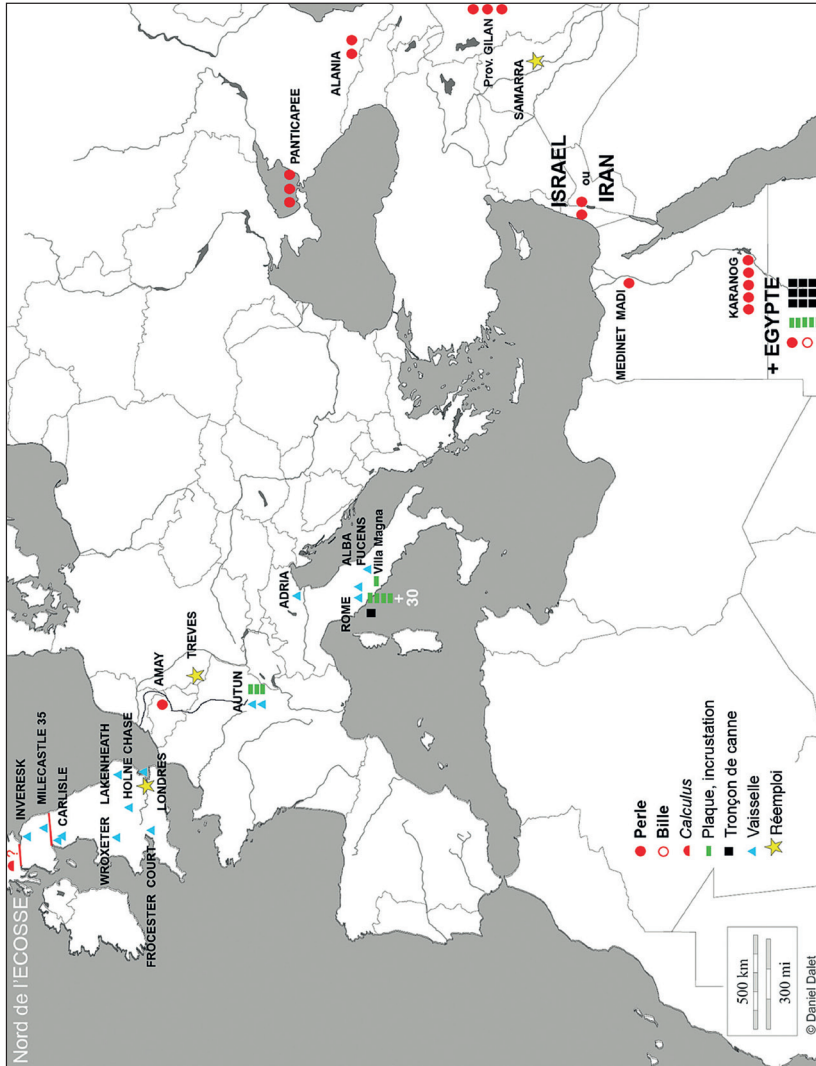 Nord de l'ECOSSE
?
INVERESK
MILECASTLE 35
CARLISLE
WROXETER
LAKENHEATH
HOLNE CHASE
LONDRES
FROCESTER COURT
AMAY
TREVES
AUTUN
ADRIA
ROME
ALBA
FUCENS
Villa Magna
+
30
PANTICAPEE
ALANIA
Prov. GILAN
SAMARRA
ISRAEL
ou
IRAN
MEDINET MADI
KARANOG
+ EGYPTE
Perle
Bille
Calculus
Plaque, incrustation
Tronçon de canne
Vaisselle
Réemploi
500 km
300 mi
© Daniel Dalet